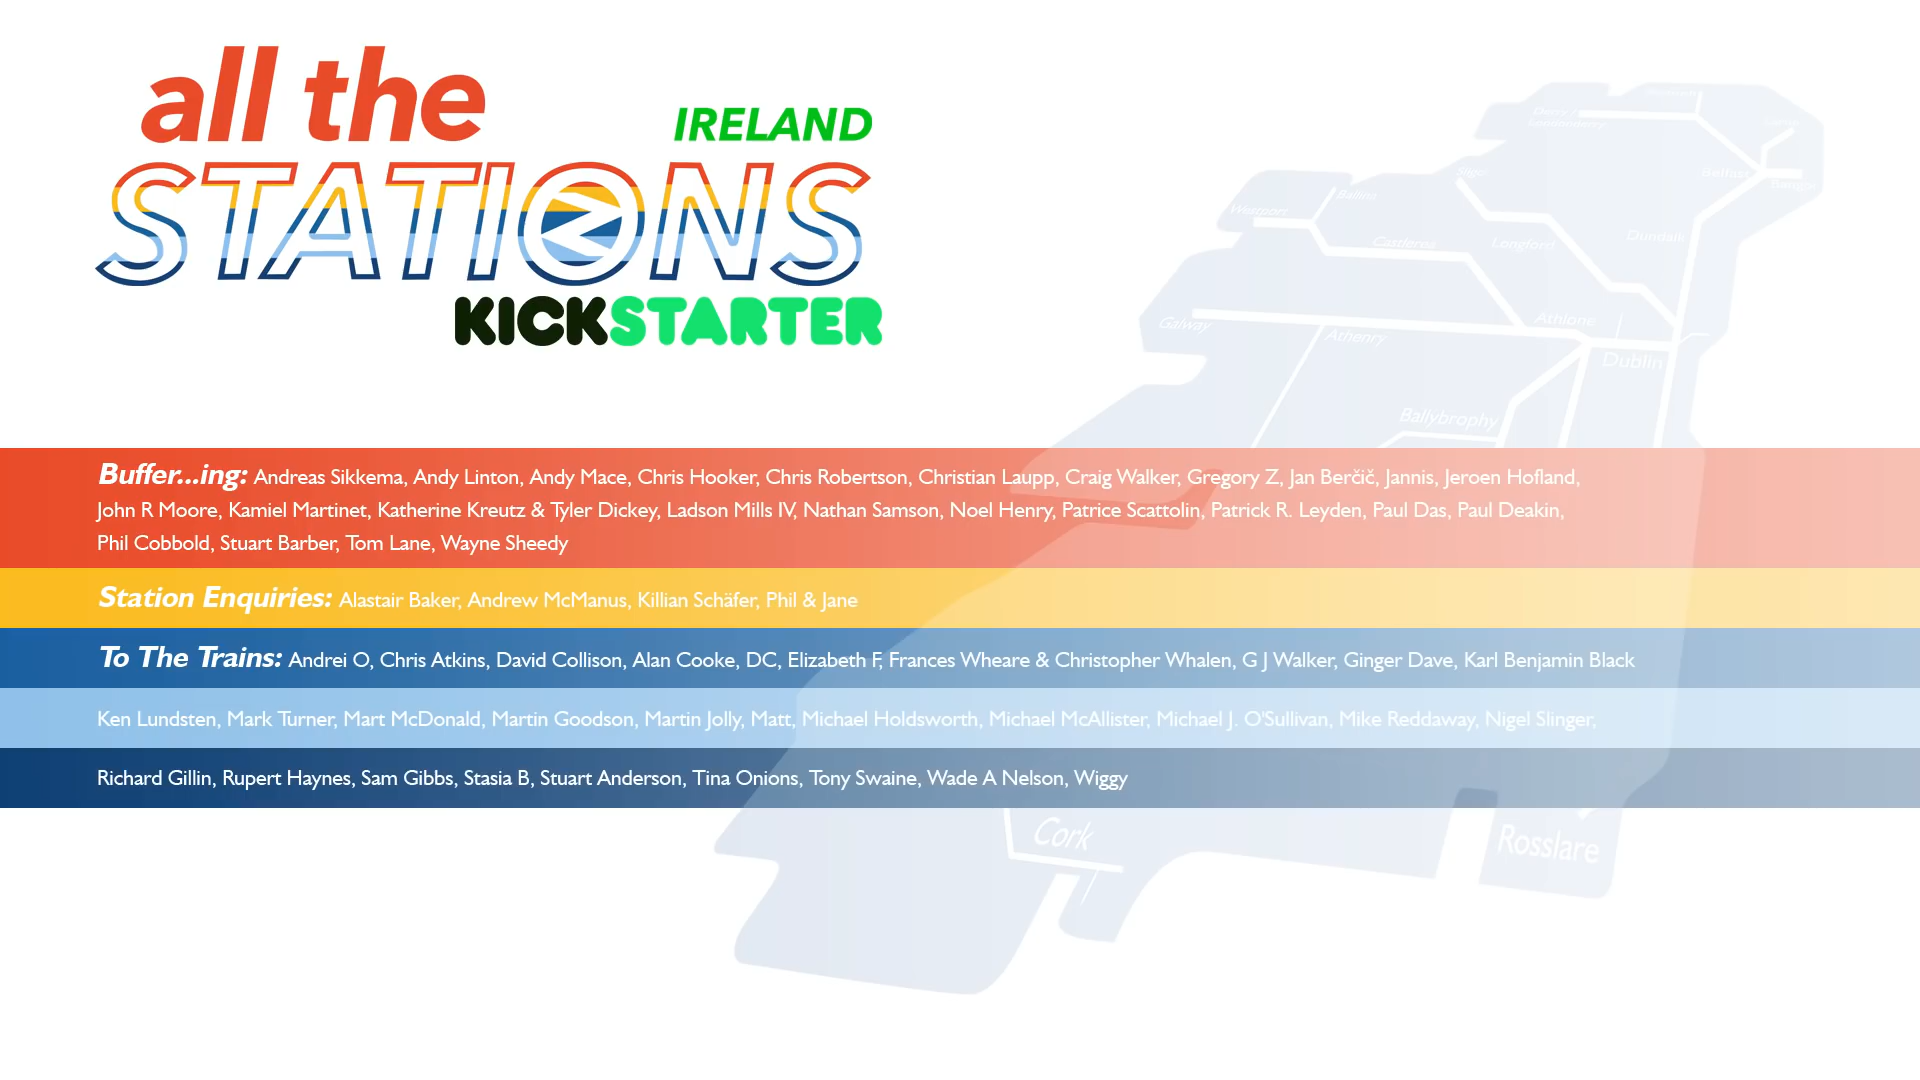 all the
IRELAND
STATIONS
KICKSTARTER
Sligo
Belfast
Bangor
Ballina
Westport
Castlerea
Longford
Dundalk
Galway
Athenry
Athlone
Dublin
Ballybrophy
Buffer...ing: Andreas Sikkema, Andy Linton, Andy Mace, Chris Hooker, Chris Robertson, Christian Laupp, Craig Walker, Gregory Z, Jan Berčič, Jannis, Jeroen Hofland,
John R Moore, Kamiel Martinet, Katherine Kreutz & Tyler Dickey, Ladson Mills IV, Nathan Samson, Noel Henry, Patrice Scattolin, Patrick R. Leyden, Paul Das, Paul Deakin,
Phil Cobbold, Stuart Barber, Tom Lane, Wayne Sheedy
Station Enquiries: Alastair Baker, Andrew McManus, Killian Schäfer, Phil & Jane
To The Trains: Andrei O, Chris Atkins, David Collison, Alan Cooke, DC, Elizabeth F, Frances Wheare & Christopher Whalen, G J Walker, Ginger Dave, Karl Benjamin Black
Ken Lundsten, Mark Turner, Mart McDonald, Martin Goodson, Martin Jolly, Matt, Michael Holdsworth, Michael McAllister, Michael J. O'Sullivan, Mike Reddaway, Nigel Slinger,
Richard Gillin, Rupert Haynes, Sam Gibbs, Stasia B, Stuart Anderson, Tina Onions, Tony Swaine, Wade A Nelson, Wiggy
Cork
Rosslare